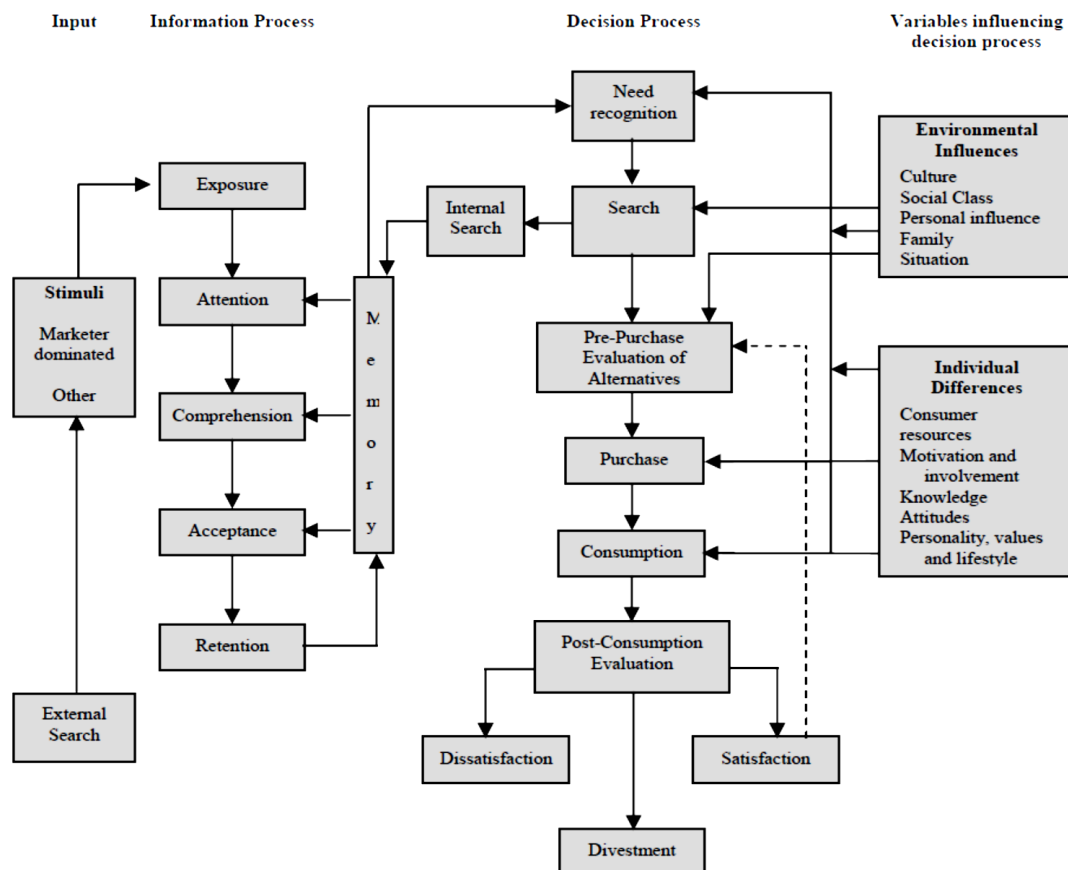 Input
Information Process
Decision Process
Variables influencing
decision process
Need
recognition
Environmental
Influences
Culture
Social Class
Personal influence
Family
Situation
Exposure
Internal
Search
Search
Stimuli
Marketer
dominated
Other
Attention
M
e
m
o
r
y
Pre-Purchase
Evaluation of
Alternatives
Individual
Differences
Consumer
resources
Motivation and
involvement
Knowledge
Attitudes
Personality, values
and lifestyle
Comprehension
Purchase
Acceptance
Consumption
Retention
Post-Consumption
Evaluation
External
Search
Dissatisfaction
Satisfaction
Divestment